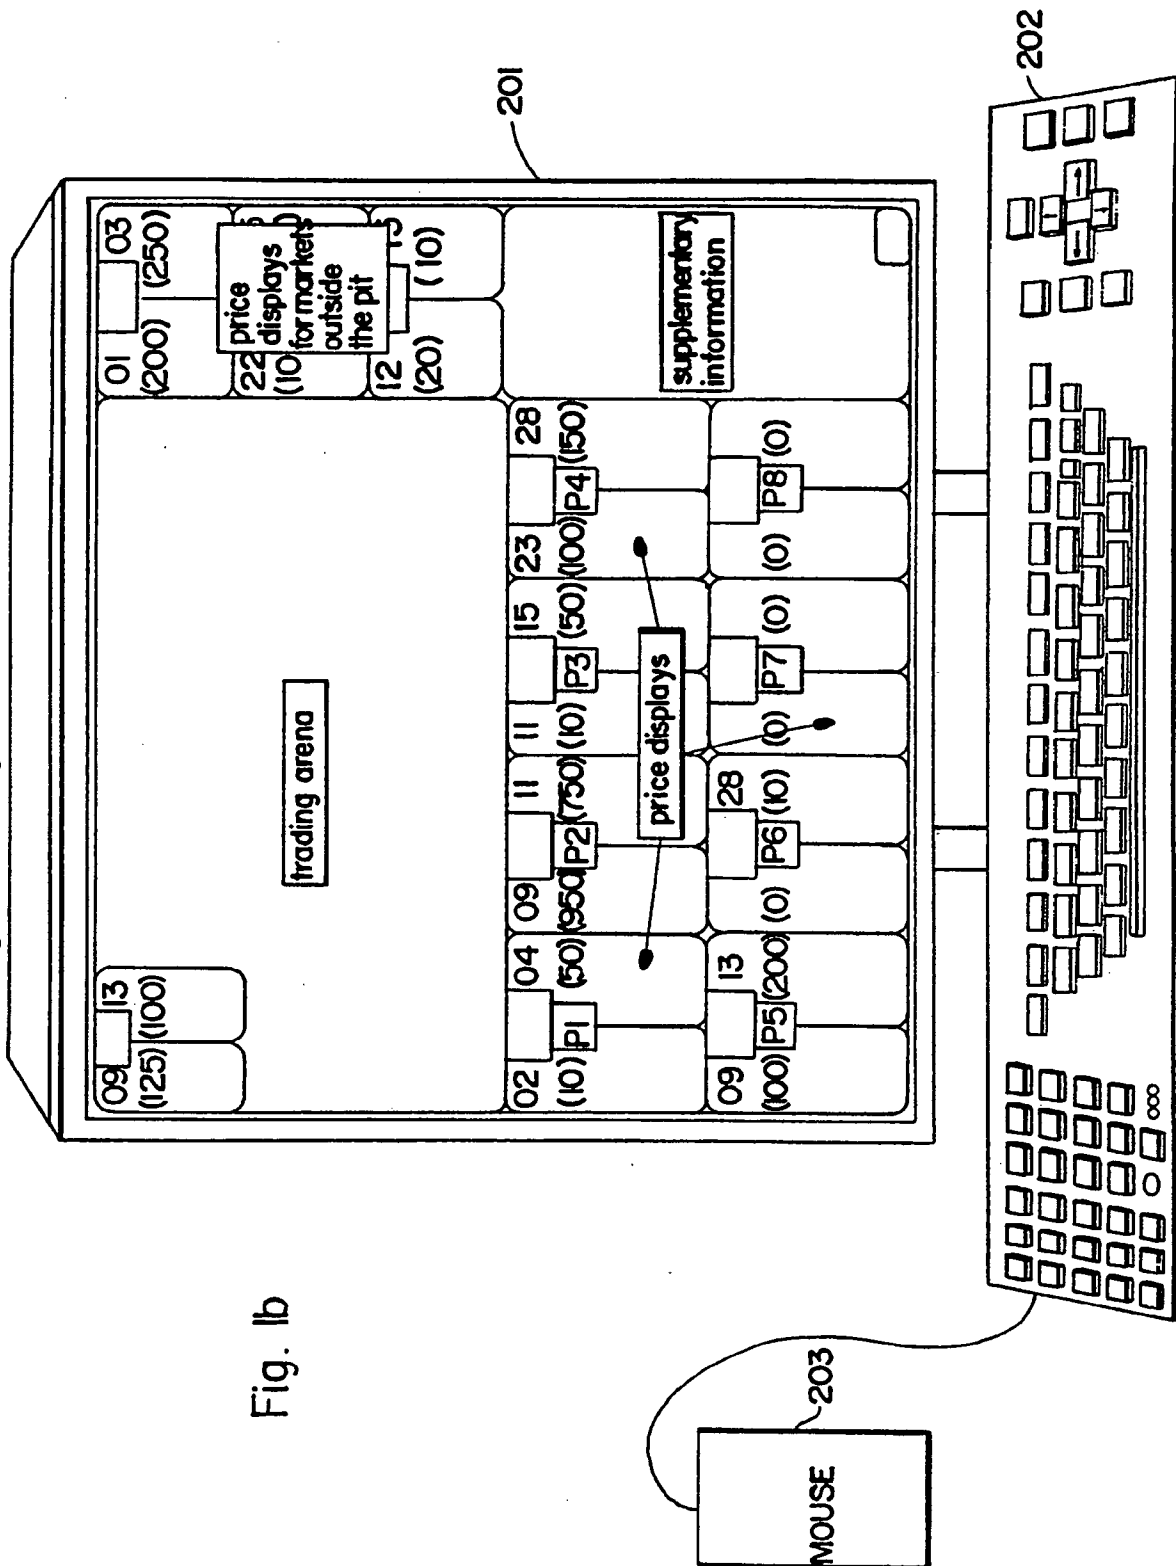 Fig. 1b
201
202
203
MOUSE
09 13
(125) (100)
trading arena
01 03
(200) (250)
22
(10
price
displays
for markets
outside
the pit
12
(20) (10)
02 04
(10) P1 (50)
09 11
(950) P2 (750)
11 15
(10) P3 (50)
23 28
(100) P4 (150)
price displays
09 13
(100) P5 (200)
28
(0) P6 (10)
(0) P7 (0)
(0) P8 (0)
supplementary
information